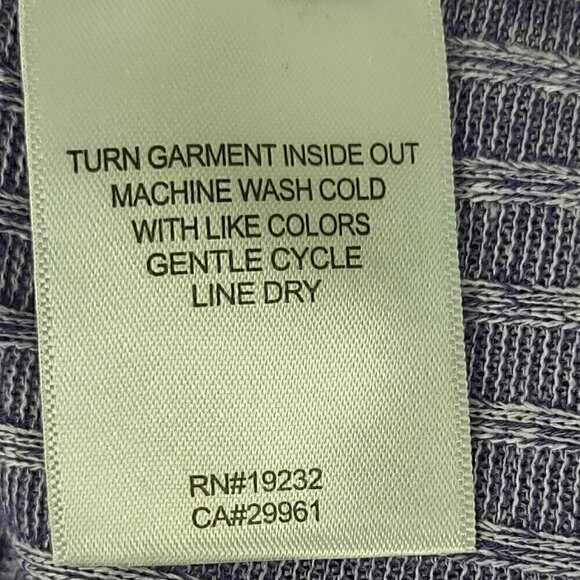 TURN GARMENT INSIDE OUT
MACHINE WASH COLD
WITH LIKE COLORS
GENTLE CYCLE
LINE DRY
RN#19232
CA#29961